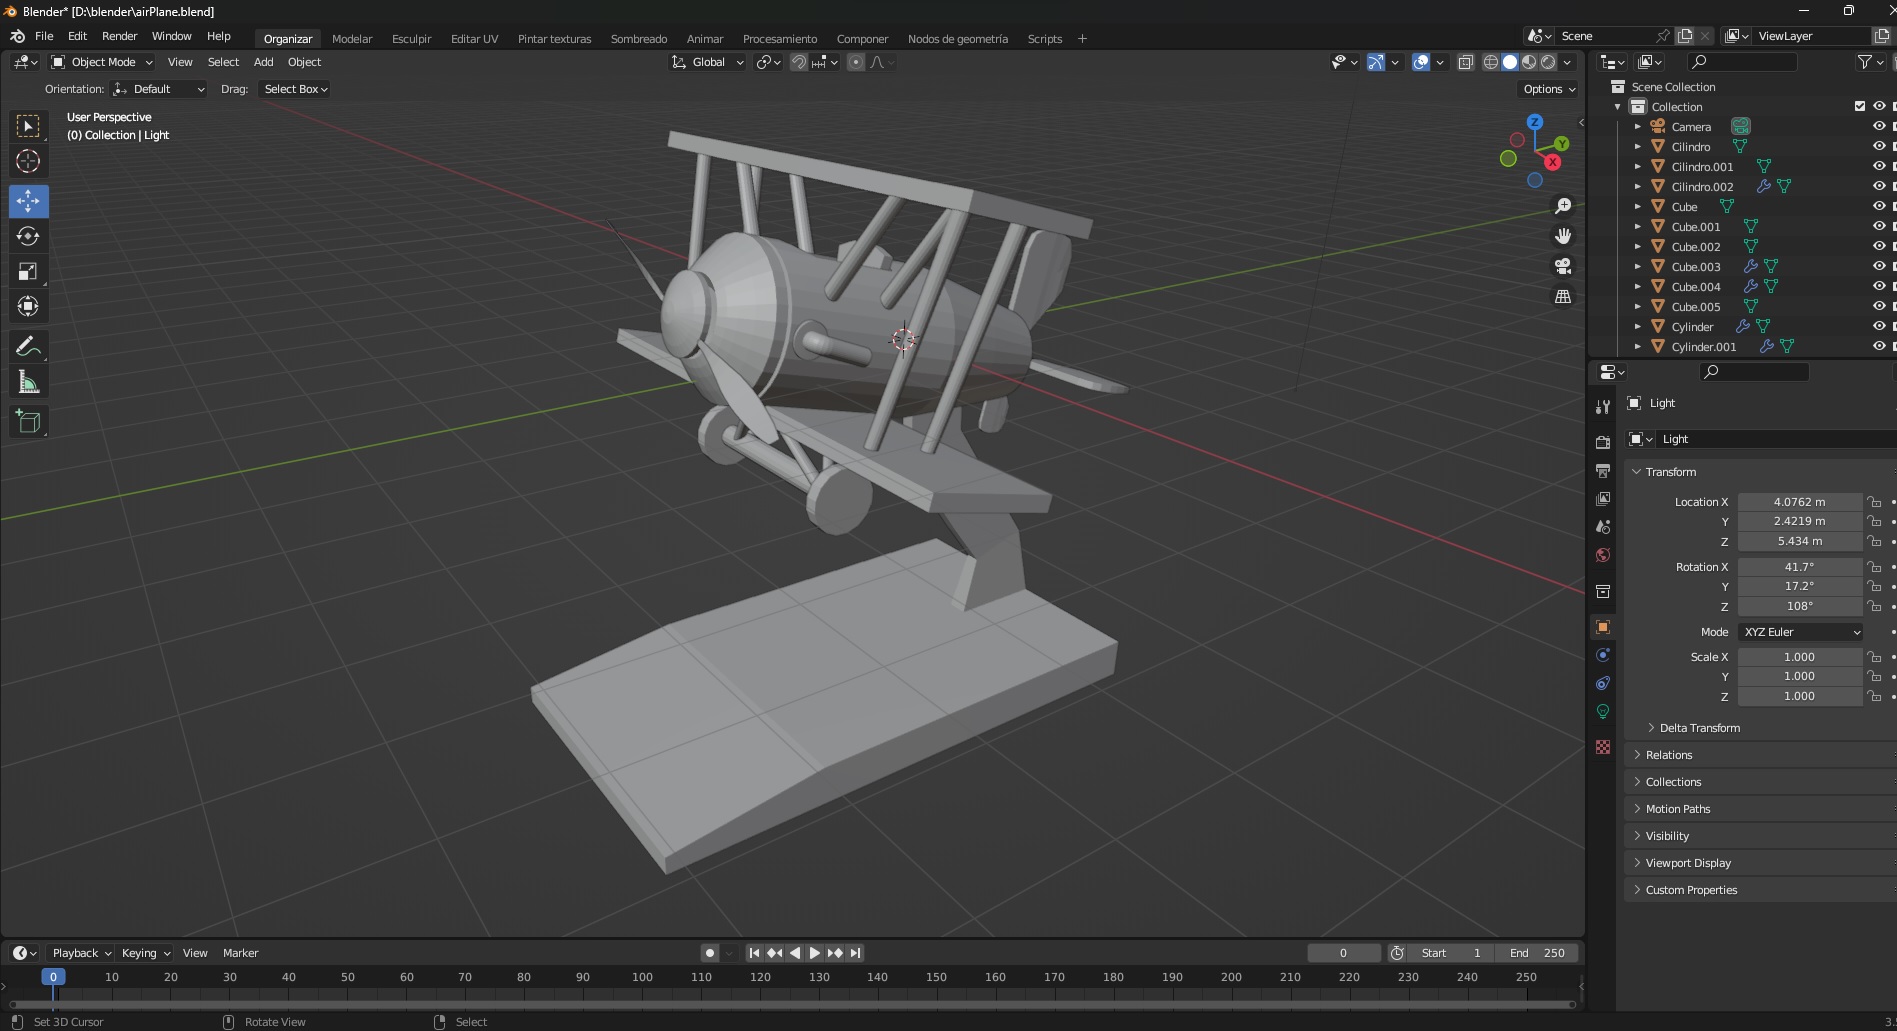 Blender* [D:\blender\airPlane.blend]
File Edit Render Window Help
Organizar Modelar Esculpir Editar UV Pintar texturas Sombreado Animar Procesamiento Componer Nodos de geometría Scripts +
Scene
ViewLayer
Object Mode View Select Add Object
Global
Orientation: Default Drag: Select Box
Options
User Perspective
(0) Collection | Light
Z
Y
X
Scene Collection
Collection
Camera
Cilindro
Cilindro.001
Cilindro.002
Cube
Cube.001
Cube.002
Cube.003
Cube.004
Cube.005
Cylinder
Cylinder.001
Light
Light
Transform
Location X 4.0762 m
Y 2.4219 m
Z 5.434 m
Rotation X 41.7°
Y 17.2°
Z 108°
Mode XYZ Euler
Scale X 1.000
Y 1.000
Z 1.000
Delta Transform
Relations
Collections
Motion Paths
Visibility
Viewport Display
Custom Properties
Playback Keying View Marker
0 Start 1 End 250
0 10 20 30 40 50 60 70 80 90 100 110 120 130 140 150 160 170 180 190 200 210 220 230 240 250
Set 3D Cursor Rotate View Select